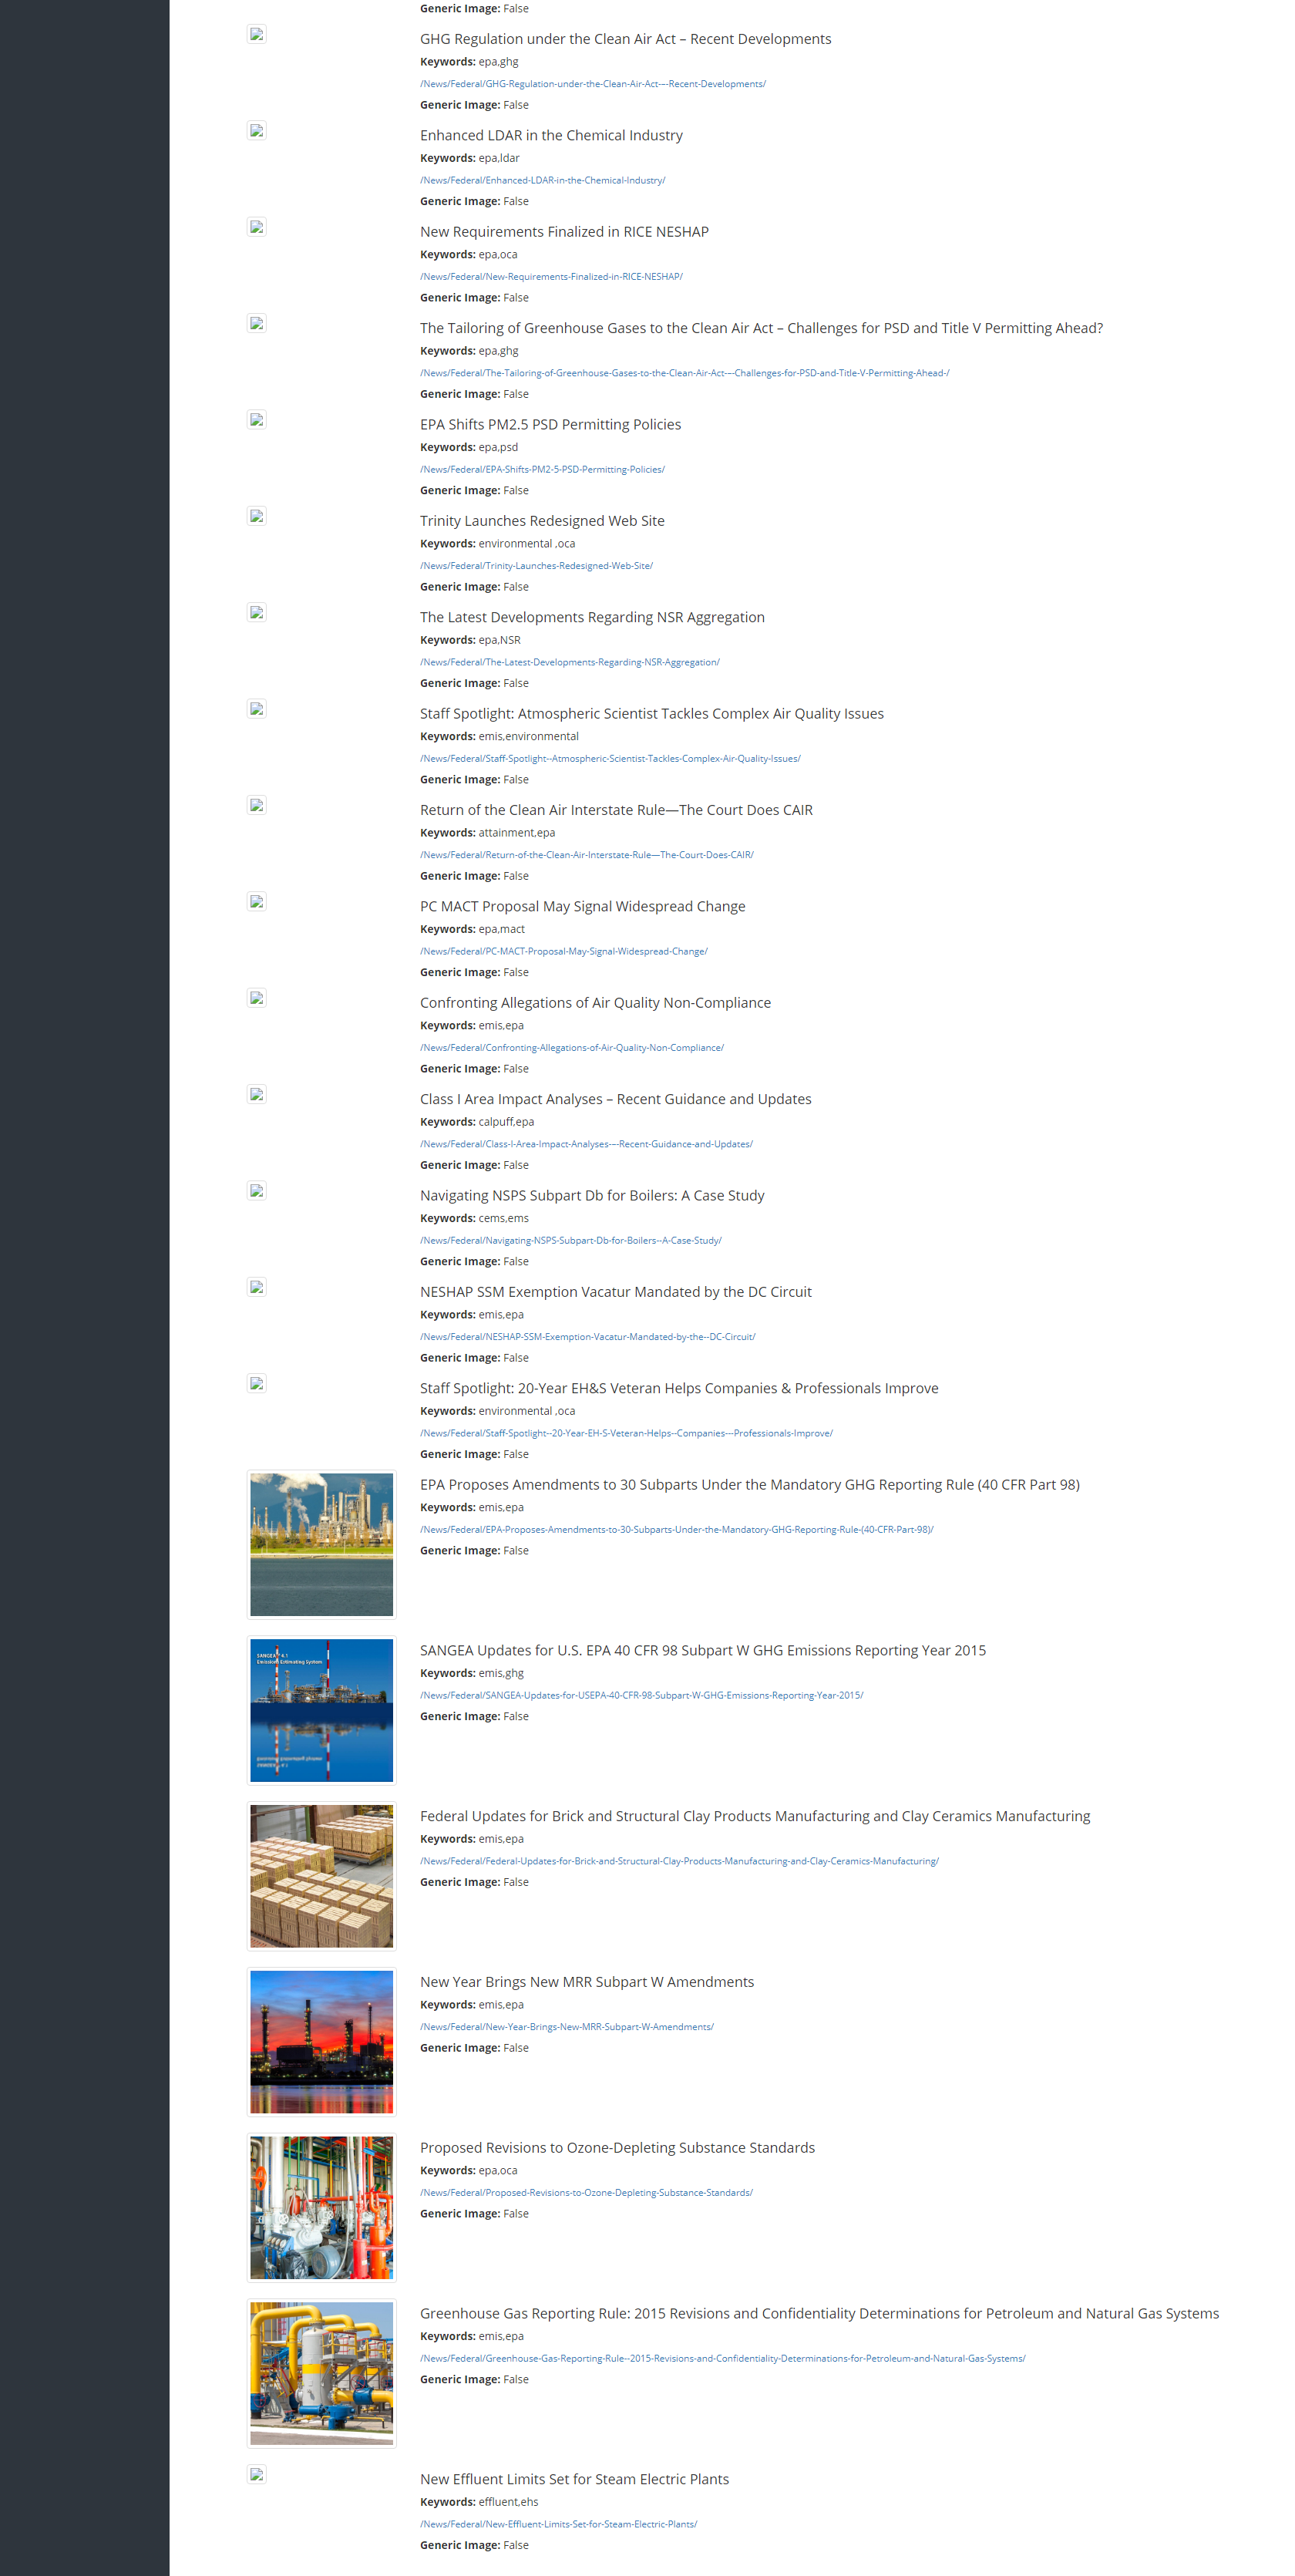 Generic Image: False
GHG Regulation under the Clean Air Act – Recent Developments
Keywords: epa,ghg
/News/Federal/GHG-Regulation-under-the-Clean-Air-Act-–-Recent-Developments/
Generic Image: False
Enhanced LDAR in the Chemical Industry
Keywords: epa,ldar
/News/Federal/Enhanced-LDAR-in-the-Chemical-Industry/
Generic Image: False
New Requirements Finalized in RICE NESHAP
Keywords: epa,oca
/News/Federal/New-Requirements-Finalized-in-RICE-NESHAP/
Generic Image: False
The Tailoring of Greenhouse Gases to the Clean Air Act – Challenges for PSD and Title V Permitting Ahead?
Keywords: epa,ghg
/News/Federal/The-Tailoring-of-Greenhouse-Gases-to-the-Clean-Air-Act-–-Challenges-for-PSD-and-Title-V-Permitting-Ahead-/
Generic Image: False
EPA Shifts PM2.5 PSD Permitting Policies
Keywords: epa,psd
/News/Federal/EPA-Shifts-PM2-5-PSD-Permitting-Policies/
Generic Image: False
Trinity Launches Redesigned Web Site
Keywords: environmental ,oca
/News/Federal/Trinity-Launches-Redesigned-Web-Site/
Generic Image: False
The Latest Developments Regarding NSR Aggregation
Keywords: epa,NSR
/News/Federal/The-Latest-Developments-Regarding-NSR-Aggregation/
Generic Image: False
Staff Spotlight: Atmospheric Scientist Tackles Complex Air Quality Issues
Keywords: emis,environmental
/News/Federal/Staff-Spotlight--Atmospheric-Scientist-Tackles-Complex-Air-Quality-Issues/
Generic Image: False
Return of the Clean Air Interstate Rule—The Court Does CAIR
Keywords: attainment,epa
/News/Federal/Return-of-the-Clean-Air-Interstate-Rule—The-Court-Does-CAIR/
Generic Image: False
PC MACT Proposal May Signal Widespread Change
Keywords: epa,mact
/News/Federal/PC-MACT-Proposal-May-Signal-Widespread-Change/
Generic Image: False
Confronting Allegations of Air Quality Non-Compliance
Keywords: emis,epa
/News/Federal/Confronting-Allegations-of-Air-Quality-Non-Compliance/
Generic Image: False
Class I Area Impact Analyses – Recent Guidance and Updates
Keywords: calpuff,epa
/News/Federal/Class-I-Area-Impact-Analyses-–-Recent-Guidance-and-Updates/
Generic Image: False
Navigating NSPS Subpart Db for Boilers: A Case Study
Keywords: cems,ems
/News/Federal/Navigating-NSPS-Subpart-Db-for-Boilers--A-Case-Study/
Generic Image: False
NESHAP SSM Exemption Vacatur Mandated by the DC Circuit
Keywords: emis,epa
/News/Federal/NESHAP-SSM-Exemption-Vacatur-Mandated-by-the--DC-Circuit/
Generic Image: False
Staff Spotlight: 20-Year EH&S Veteran Helps Companies & Professionals Improve
Keywords: environmental ,oca
/News/Federal/Staff-Spotlight--20-Year-EH-S-Veteran-Helps--Companies---Professionals-Improve/
Generic Image: False
EPA Proposes Amendments to 30 Subparts Under the Mandatory GHG Reporting Rule (40 CFR Part 98)
Keywords: emis,epa
/News/Federal/EPA-Proposes-Amendments-to-30-Subparts-Under-the-Mandatory-GHG-Reporting-Rule-(40-CFR-Part-98)/
Generic Image: False
SANGEA 4.1
Emissions Estimating System
SANGEA Updates for U.S. EPA 40 CFR 98 Subpart W GHG Emissions Reporting Year 2015
Keywords: emis,ghg
/News/Federal/SANGEA-Updates-for-USEPA-40-CFR-98-Subpart-W-GHG-Emissions-Reporting-Year-2015/
Generic Image: False
Federal Updates for Brick and Structural Clay Products Manufacturing and Clay Ceramics Manufacturing
Keywords: emis,epa
/News/Federal/Federal-Updates-for-Brick-and-Structural-Clay-Products-Manufacturing-and-Clay-Ceramics-Manufacturing/
Generic Image: False
New Year Brings New MRR Subpart W Amendments
Keywords: emis,epa
/News/Federal/New-Year-Brings-New-MRR-Subpart-W-Amendments/
Generic Image: False
Proposed Revisions to Ozone-Depleting Substance Standards
Keywords: epa,oca
/News/Federal/Proposed-Revisions-to-Ozone-Depleting-Substance-Standards/
Generic Image: False
Greenhouse Gas Reporting Rule: 2015 Revisions and Confidentiality Determinations for Petroleum and Natural Gas Systems
Keywords: emis,epa
/News/Federal/Greenhouse-Gas-Reporting-Rule--2015-Revisions-and-Confidentiality-Determinations-for-Petroleum-and-Natural-Gas-Systems/
Generic Image: False
New Effluent Limits Set for Steam Electric Plants
Keywords: effluent,ehs
/News/Federal/New-Effluent-Limits-Set-for-Steam-Electric-Plants/
Generic Image: False